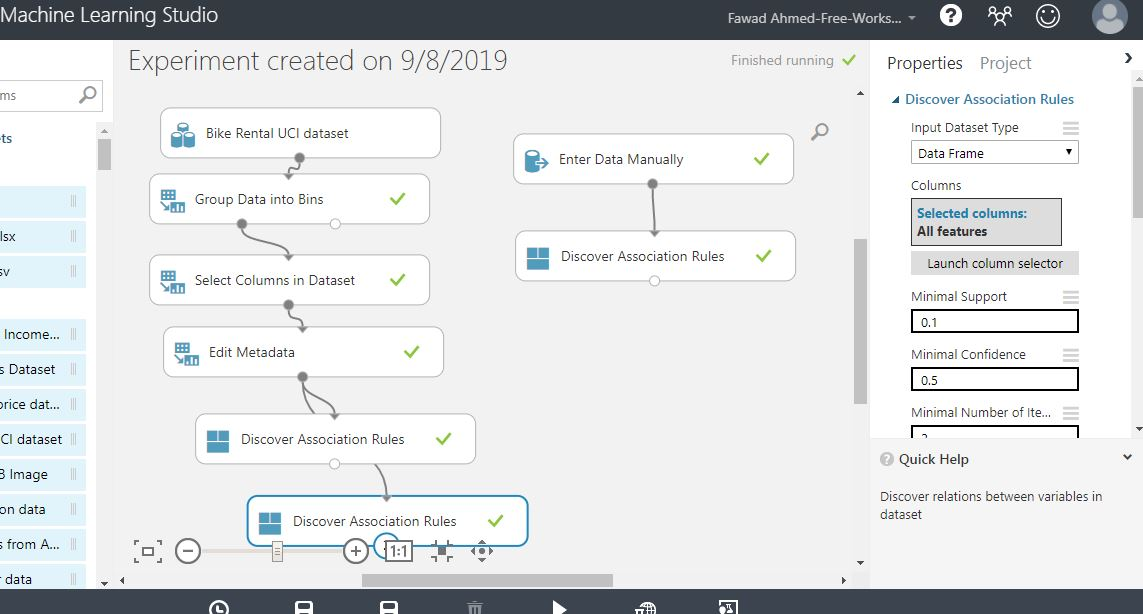 Machine Learning Studio
Fawad Ahmed-Free-Works...
Experiment created on 9/8/2019
Finished running
ms
ets
lsx
sv
Income...
s Dataset
orice dat...
CI dataset
B Image
on data
s from A...
r data
Bike Rental UCI dataset
Group Data into Bins
Select Columns in Dataset
Edit Metadata
Discover Association Rules
Discover Association Rules
Enter Data Manually
Discover Association Rules
1:1
Properties Project
Discover Association Rules
Input Dataset Type
Data Frame
Columns
Selected columns:
All features
Launch column selector
Minimal Support
0.1
Minimal Confidence
0.5
Minimal Number of Ite...
Quick Help
Discover relations between variables in
dataset